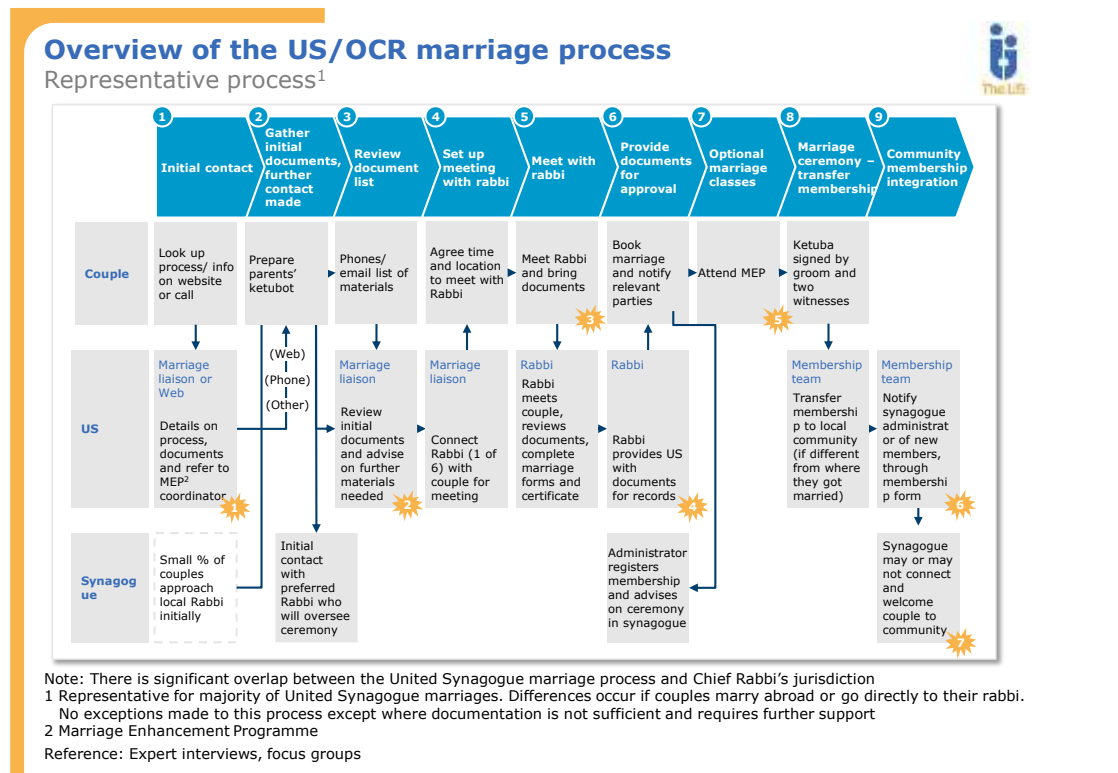 Overview of the US/OCR marriage process
Representative process¹
The US
1
Initial contact
2
Gather
initial
documents,
further
contact
made
3
Review
document
list
4
Set up
meeting
with rabbi
5
Meet with
rabbi
6
Provide
documents
for
approval
7
Optional
marriage
classes
8
Marriage
ceremony –
transfer
membership
9
Community
membership
integration
Couple
Look up
process/ info
on website
or call
Prepare
parents’
ketubot
Phones/
email list of
materials
Agree time
and location
to meet with
Rabbi
Meet Rabbi
and bring
documents
3
Book
marriage
and notify
relevant
parties
Attend MEP
5
Ketuba
signed by
groom and
two
witnesses
US
Marriage
liaison or
Web
Details on
process,
documents
and refer to
MEP²
coordinator
1
(Web)
(Phone)
(Other)
Marriage
liaison
Review
initial
documents
and advise
on further
materials
needed
2
Marriage
liaison
Connect
Rabbi (1 of
6) with
couple for
meeting
Rabbi
Rabbi
meets
couple,
reviews
documents,
complete
marriage
forms and
certificate
Rabbi
Rabbi
provides US
with
documents
for records
4
Membership
team
Transfer
membershi
p to local
community
(if different
from where
they got
married)
Membership
team
Notify
synagogue
administrat
or of new
members,
through
membershi
p form
6
Synagog
ue
Small % of
couples
approach
local Rabbi
initially
Initial
contact
with
preferred
Rabbi who
will oversee
ceremony
Administrator
registers
membership
and advises
on ceremony
in synagogue
Synagogue
may or may
not connect
and
welcome
couple to
community
7
Note: There is significant overlap between the United Synagogue marriage process and Chief Rabbi’s jurisdiction
1 Representative for majority of United Synagogue marriages. Differences occur if couples marry abroad or go directly to their rabbi.
No exceptions made to this process except where documentation is not sufficient and requires further support
2 Marriage Enhancement Programme
Reference: Expert interviews, focus groups